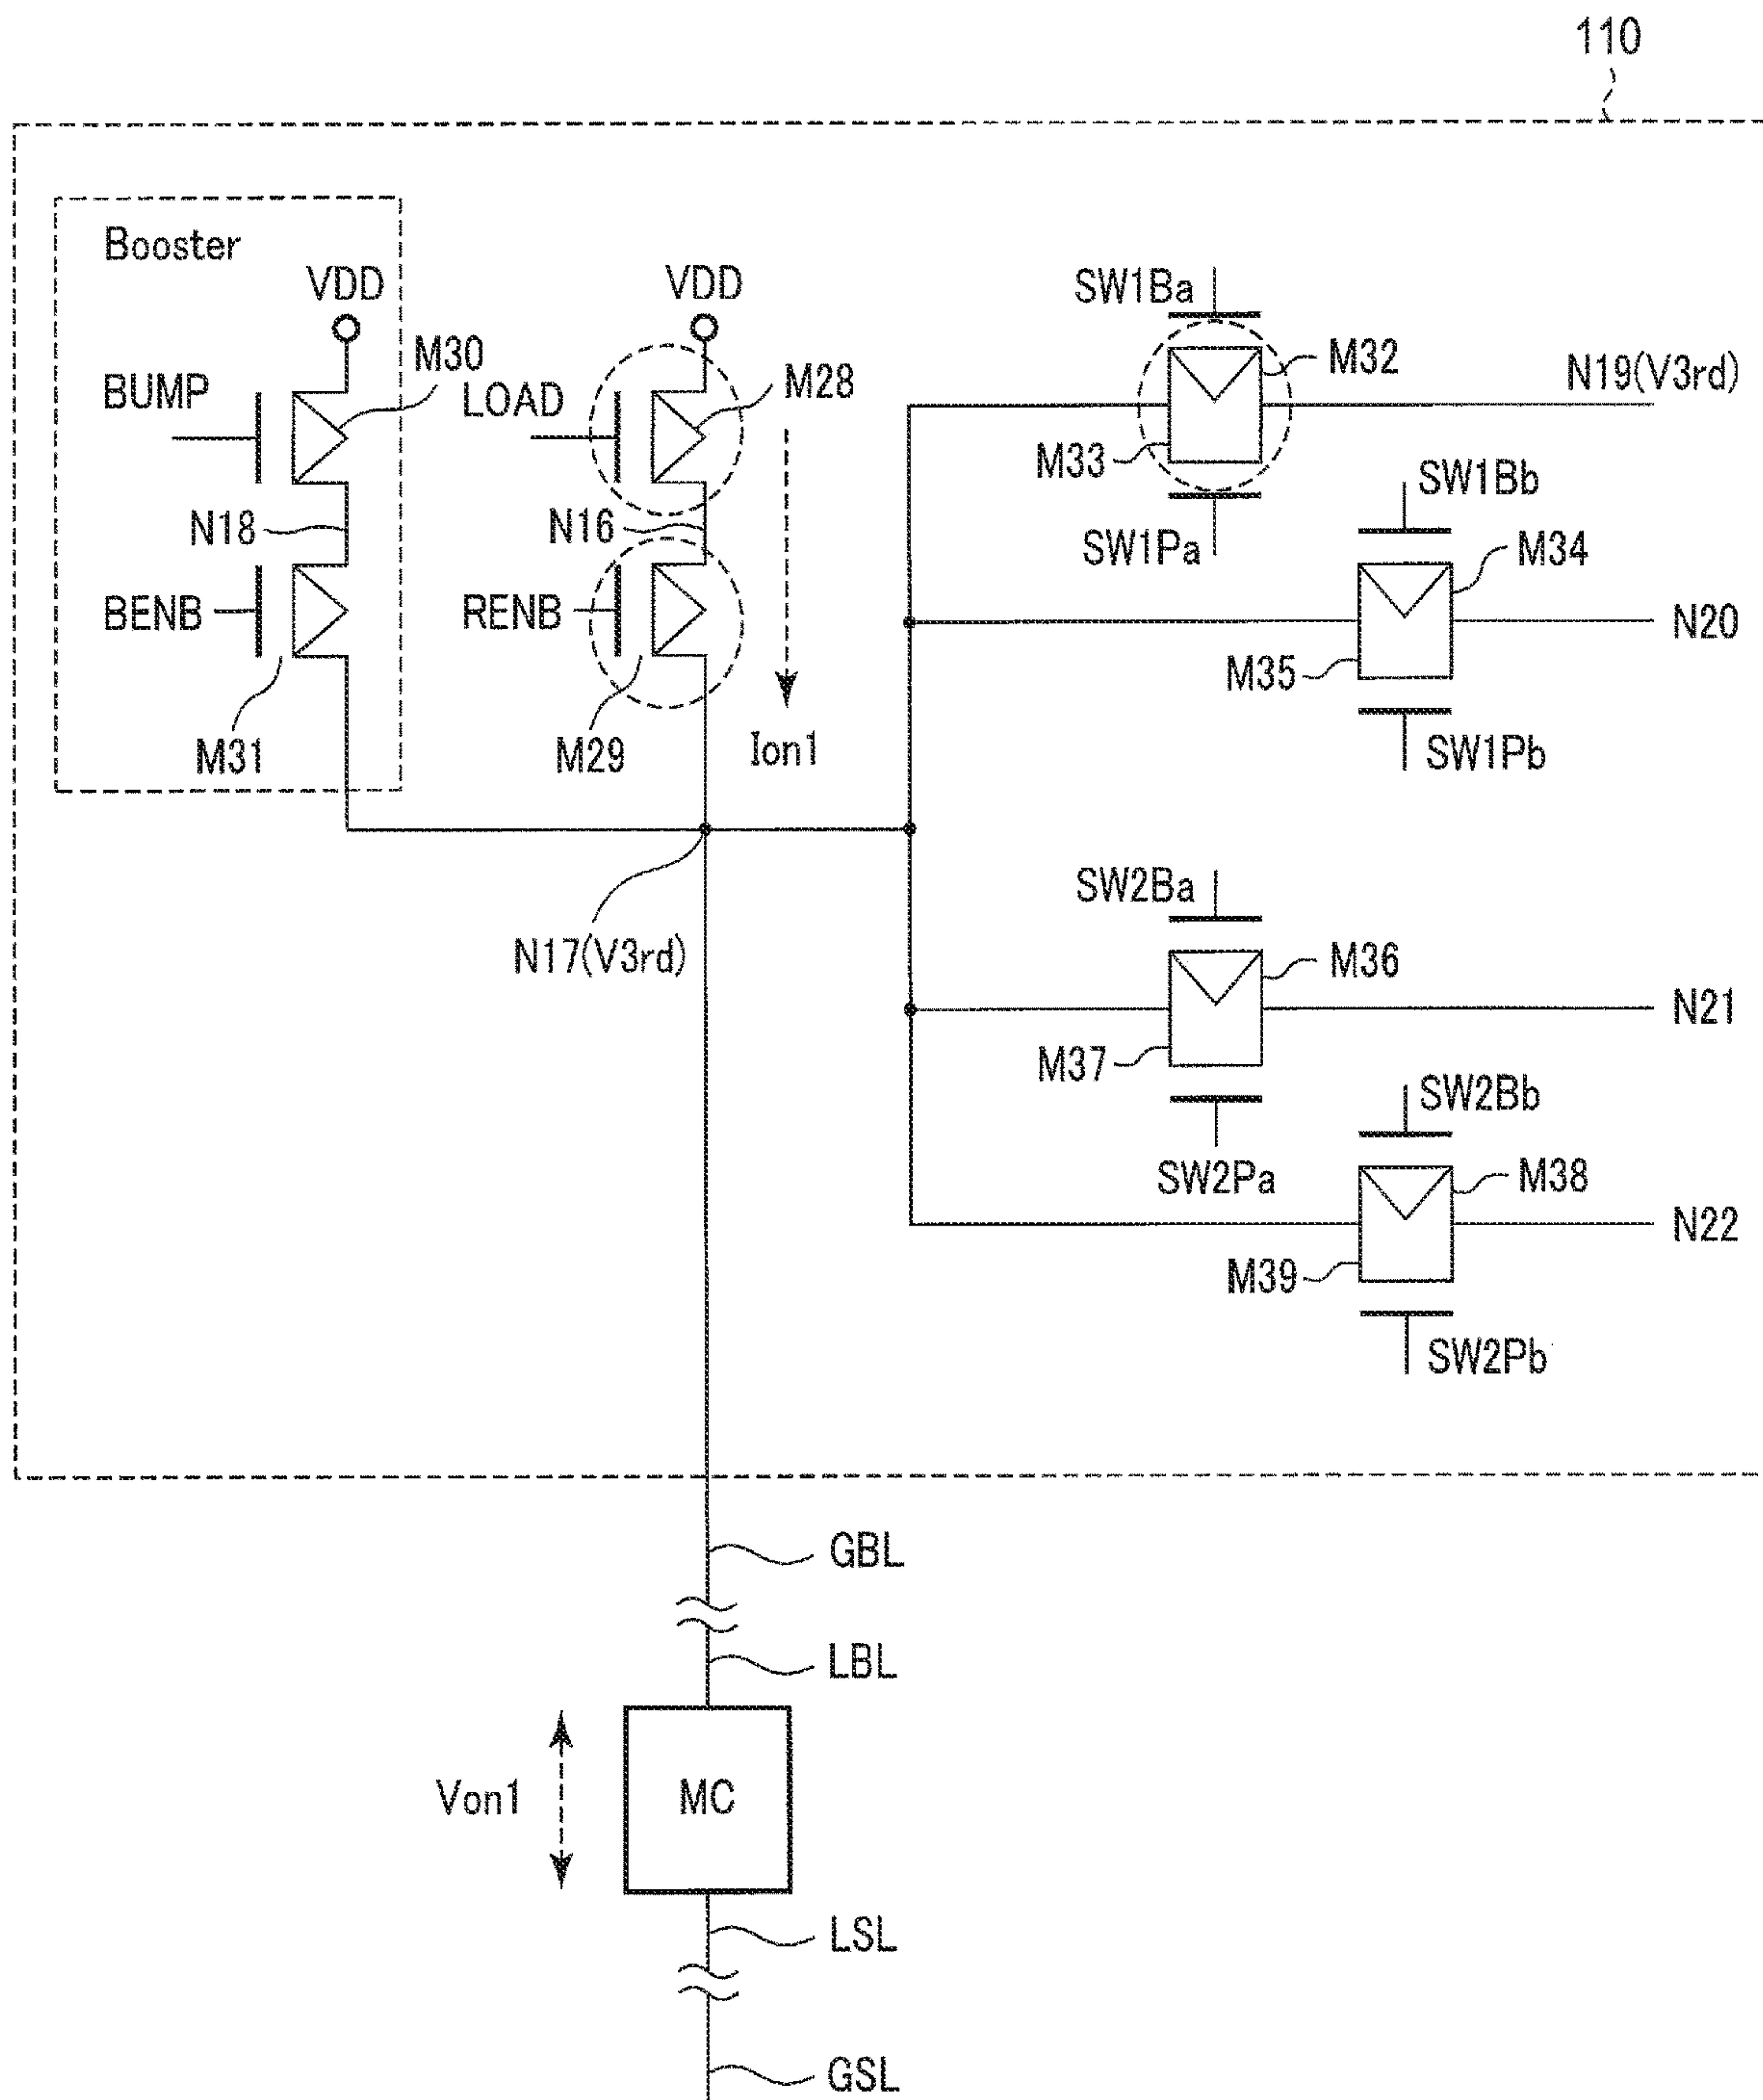 110
Booster
VDD
VDD
BUMP
M30
LOAD
M28
N18
N16
BENB
RENB
M31
M29
Ion1
SW1Ba
M32
N19(V3rd)
M33
SW1Pa
SW1Bb
M34
N20
M35
SW1Pb
N17(V3rd)
SW2Ba
M36
N21
M37
SW2Pa
SW2Bb
M38
N22
M39
SW2Pb
GBL
LBL
Von1
MC
LSL
GSL